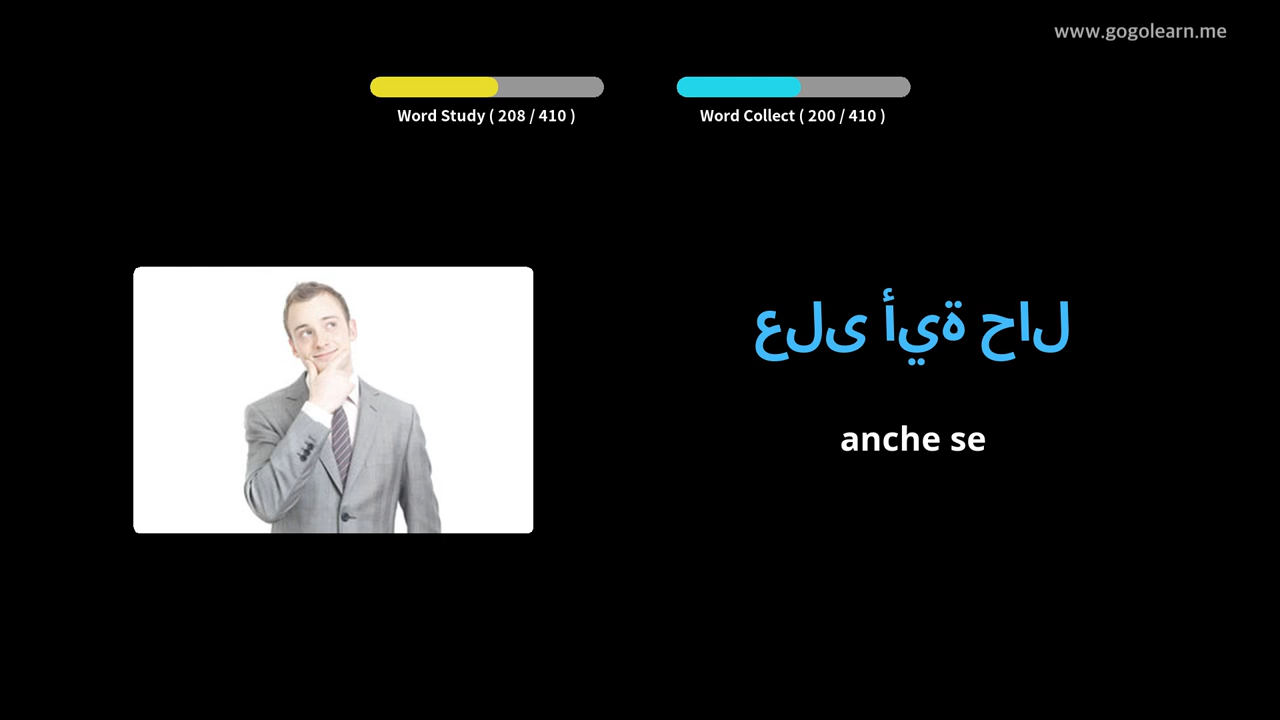 www.gogolearn.me
Word Study ( 208 / 410 )
Word Collect ( 200 / 410 )
على أية حال
anche se